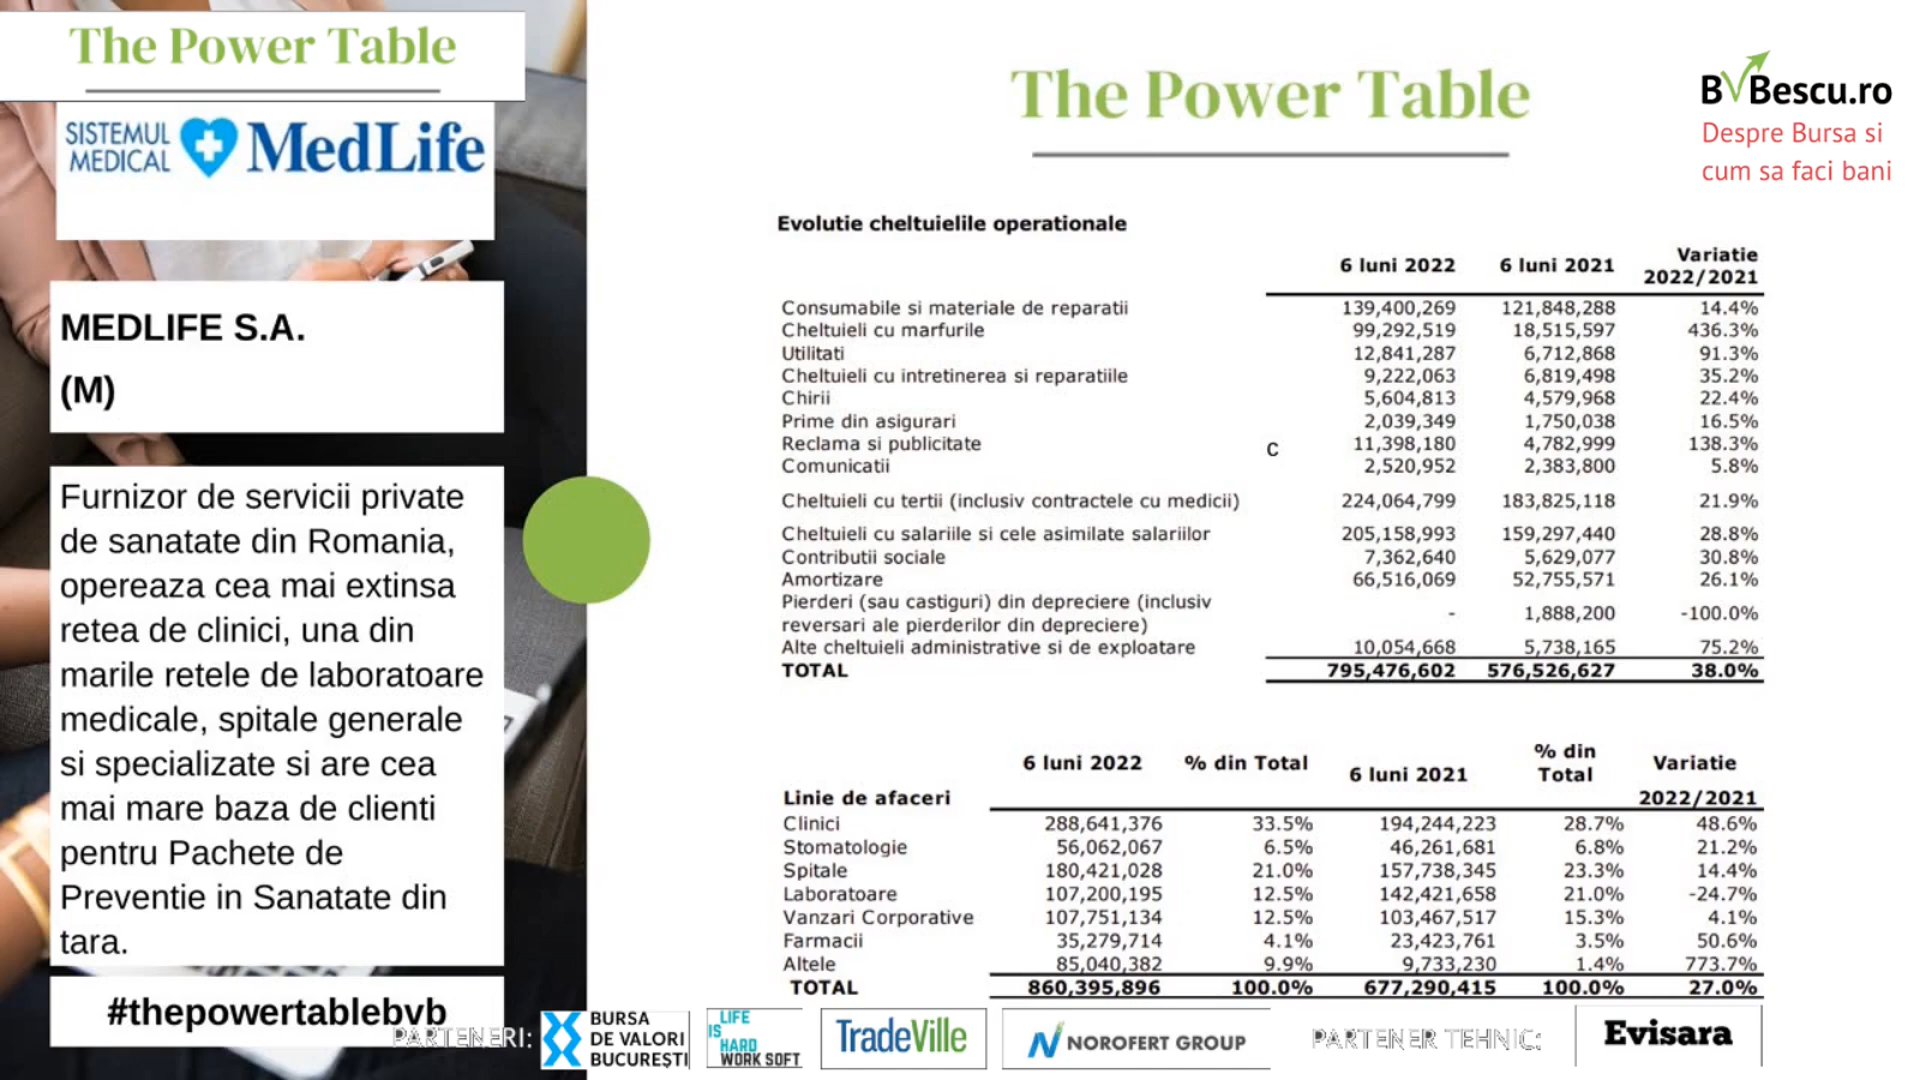 The Power Table
SISTEMUL
MEDICAL
MedLife
MEDLIFE S.A.
(M)
Furnizor de servicii private
de sanatate din Romania,
opereaza cea mai extinsa
retea de clinici, una din
marile retele de laboratoare
medicale, spitale generale
si specializate si are cea
mai mare baza de clienti
pentru Pachete de
Preventie in Sanatate din
tara.
#thepowertablebvb
The Power Table
BVBescu.ro
Despre Bursa si
cum sa faci bani
Evolutie cheltuielile operationale
6 luni 2022 6 luni 2021 Variatie 2022/2021
Consumabile si materiale de reparatii 139,400,269 121,848,288 14.4%
Cheltuieli cu marfurile 99,292,519 18,515,597 436.3%
Utilitati 12,841,287 6,712,868 91.3%
Cheltuieli cu intretinerea si reparatiile 9,222,063 6,819,498 35.2%
Chirii 5,604,813 4,579,968 22.4%
Prime din asigurari 2,039,349 1,750,038 16.5%
Reclama si publicitate c 11,398,180 4,782,999 138.3%
Comunicatii 2,520,952 2,383,800 5.8%
Cheltuieli cu tertii (inclusiv contractele cu medicii) 224,064,799 183,825,118 21.9%
Cheltuieli cu salariile si cele asimilate salariilor 205,158,993 159,297,440 28.8%
Contributii sociale 7,362,640 5,629,077 30.8%
Amortizare 66,516,069 52,755,571 26.1%
Pierderi (sau castiguri) din depreciere (inclusiv
reversari ale pierderilor din depreciere) - 1,888,200 -100.0%
Alte cheltuieli administrative si de exploatare 10,054,668 5,738,165 75.2%
TOTAL 795,476,602 576,526,627 38.0%
Linie de afaceri 6 luni 2022 % din Total 6 luni 2021 % din Total Variatie 2022/2021
Clinici 288,641,376 33.5% 194,244,223 28.7% 48.6%
Stomatologie 56,062,067 6.5% 46,261,681 6.8% 21.2%
Spitale 180,421,028 21.0% 157,738,345 23.3% 14.4%
Laboratoare 107,200,195 12.5% 142,421,658 21.0% -24.7%
Vanzari Corporative 107,751,134 12.5% 103,467,517 15.3% 4.1%
Farmacii 35,279,714 4.1% 23,423,761 3.5% 50.6%
Altele 85,040,382 9.9% 9,733,230 1.4% 773.7%
TOTAL 860,395,896 100.0% 677,290,415 100.0% 27.0%
PARTENERI:
BURSA
DE VALORI
BUCUREȘTI
LIFE
IS
HARD
WORK SOFT
TradeVille
NOROFERT GROUP
PARTENER TEHNIC:
Evisara